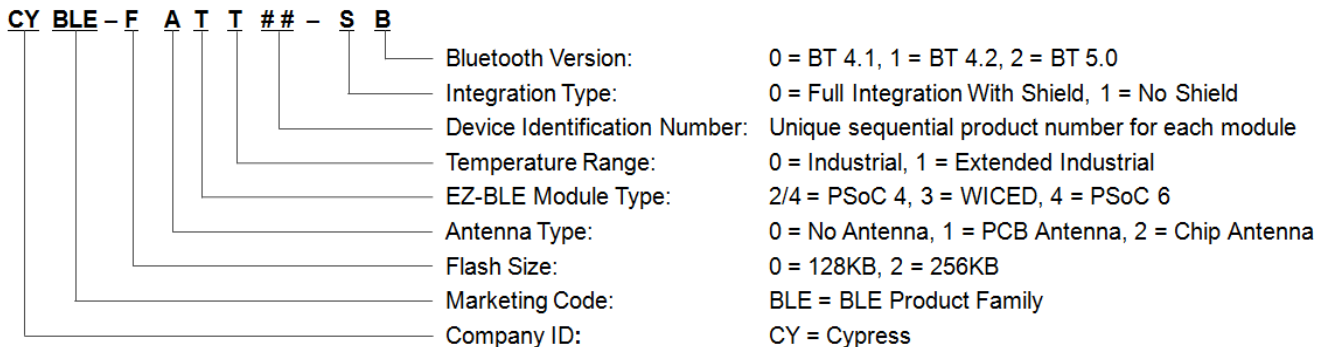 CY BLE – F A T T ## – S B
Bluetooth Version: 0 = BT 4.1, 1 = BT 4.2, 2 = BT 5.0
Integration Type: 0 = Full Integration With Shield, 1 = No Shield
Device Identification Number: Unique sequential product number for each module
Temperature Range: 0 = Industrial, 1 = Extended Industrial
EZ-BLE Module Type: 2/4 = PSoC 4, 3 = WICED, 4 = PSoC 6
Antenna Type: 0 = No Antenna, 1 = PCB Antenna, 2 = Chip Antenna
Flash Size: 0 = 128KB, 2 = 256KB
Marketing Code: BLE = BLE Product Family
Company ID: CY = Cypress